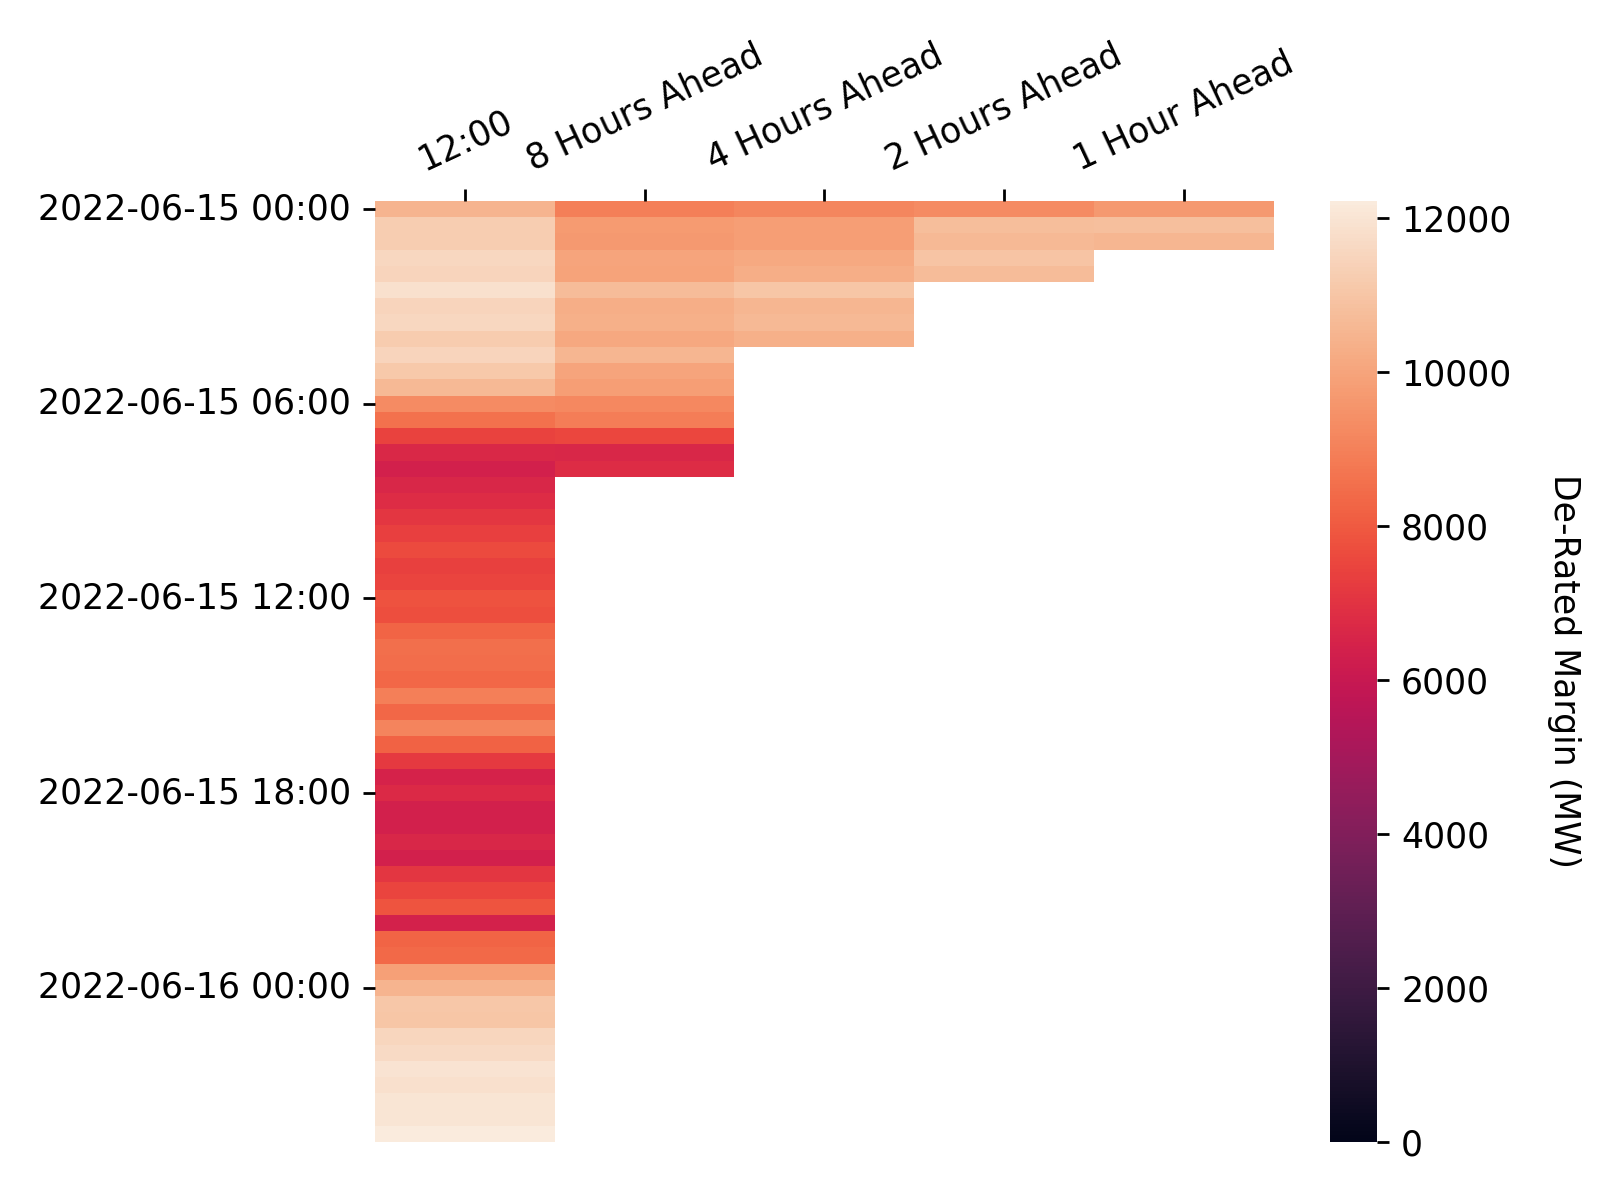 12:00
8 Hours Ahead
4 Hours Ahead
2 Hours Ahead
1 Hour Ahead
2022-06-15 00:00
2022-06-15 06:00
2022-06-15 12:00
2022-06-15 18:00
2022-06-16 00:00
12000
10000
8000
6000
4000
2000
0
De-Rated Margin (MW)